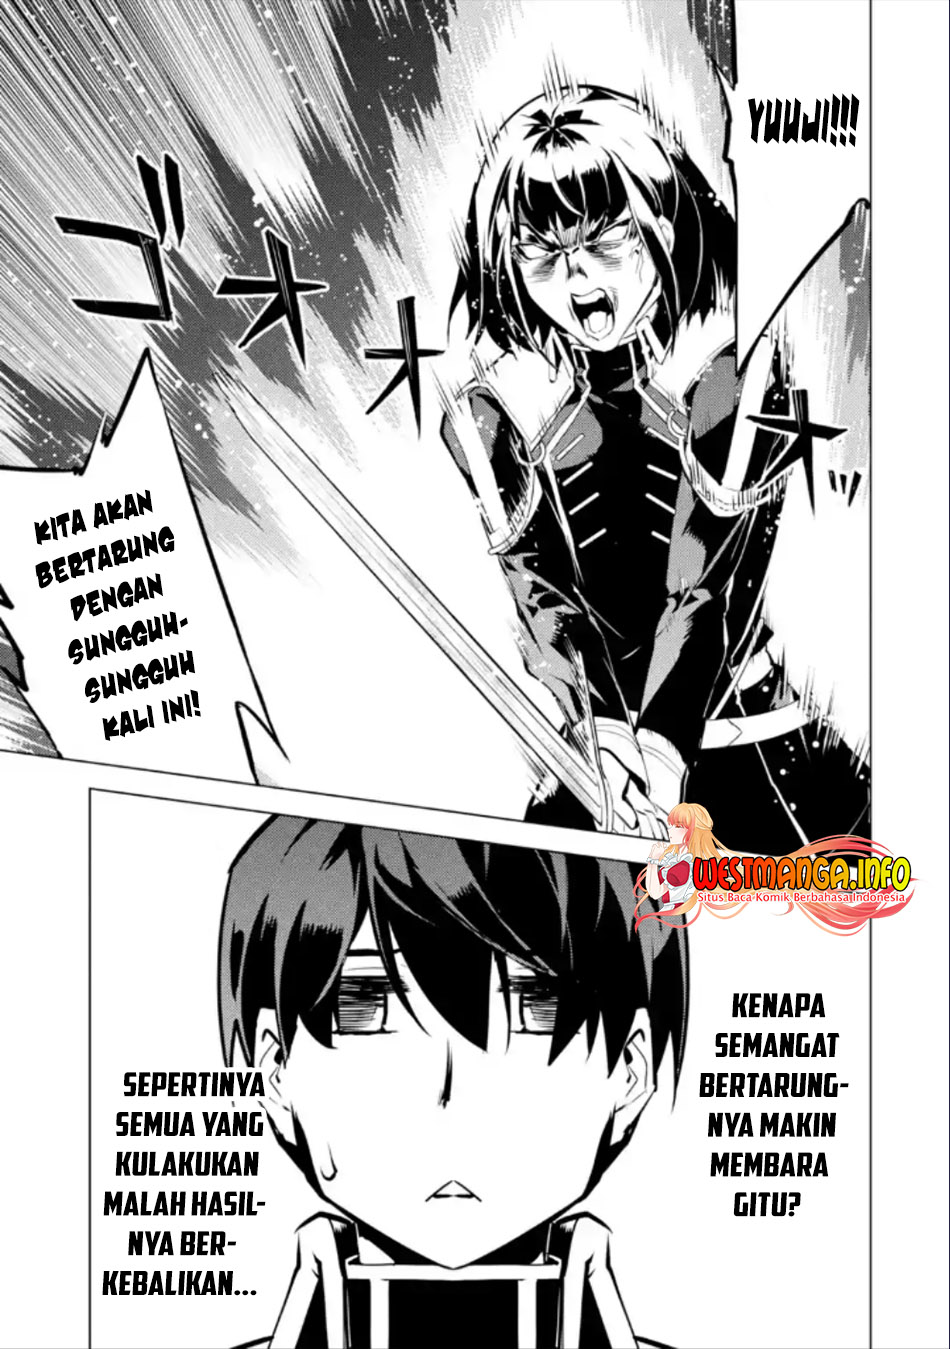 YUUJI!!!
ゴオオ
KITA AKAN
BERTARUNG
DENGAN
SUNGGUH-
SUNGGUH
KALI INI!
WESTMANGA.INFO
Situs Baca Komik Berbahasa Indonesia
KENAPA
SEMANGAT
BERTARUNG-
NYA MAKIN
MEMBARA
GITU?
SEPERTINYA
SEMUA YANG
KULAKUKAN
MALAH HASIL-
NYA BER-
KEBALIKAN...